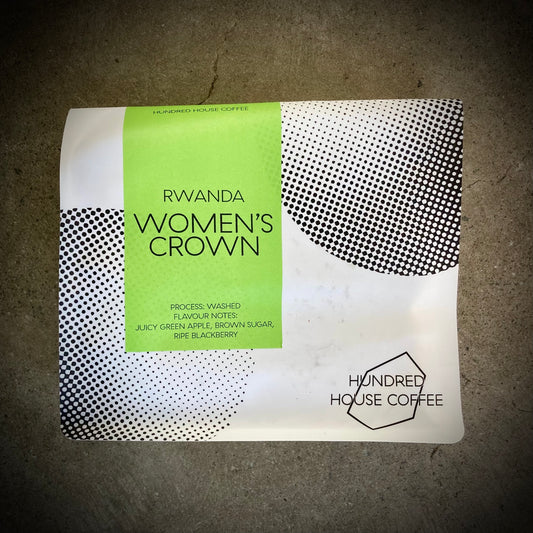 HUNDRED HOUSE COFFEE
RWANDA
WOMEN'S
CROWN
PROCESS: WASHED
FLAVOUR NOTES:
JUICY GREEN APPLE, BROWN SUGAR,
RIPE BLACKBERRY
HUNDRED
HOUSE COFFEE